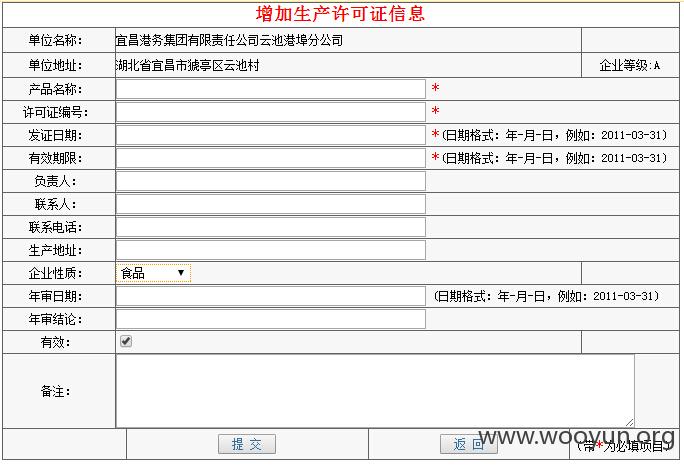 增加生产许可证信息
单位名称： 宜昌港务集团有限责任公司云池港埠分公司
单位地址： 湖北省宜昌市猇亭区云池村 企业等级:A
产品名称： *
许可证编号： *
发证日期： *(日期格式：年-月-日，例如：2011-03-31)
有效期限： *(日期格式：年-月-日，例如：2011-03-31)
负责人：
联系人：
联系电话：
生产地址：
企业性质： 食品
年审日期： (日期格式：年-月-日，例如：2011-03-31)
年审结论：
有效：
备注：
提 交 返 回 (带*为必填项目)
www.wooyun.org